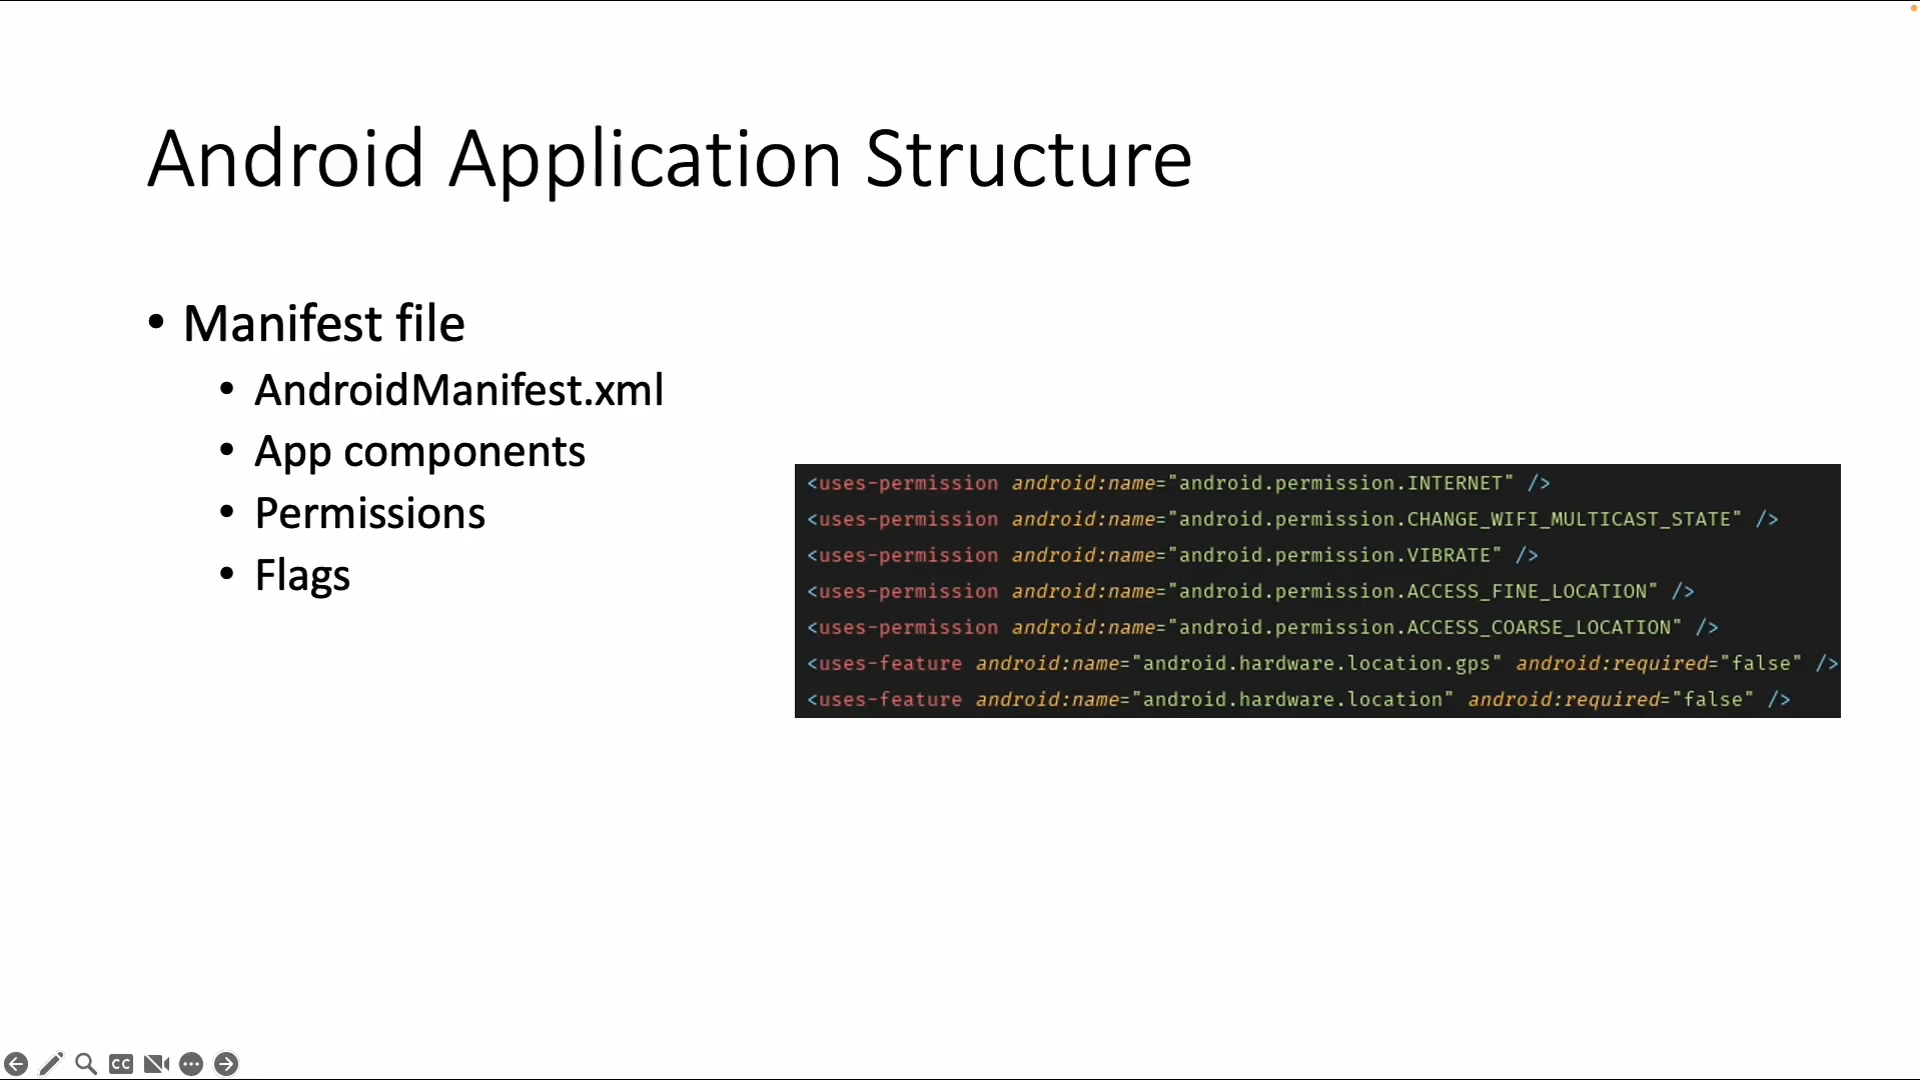 Android Application Structure
• Manifest file
• AndroidManifest.xml
• App components
• Permissions
• Flags
<uses-permission android:name="android.permission.INTERNET" />
<uses-permission android:name="android.permission.CHANGE_WIFI_MULTICAST_STATE" />
<uses-permission android:name="android.permission.VIBRATE" />
<uses-permission android:name="android.permission.ACCESS_FINE_LOCATION" />
<uses-permission android:name="android.permission.ACCESS_COARSE_LOCATION" />
<uses-feature android:name="android.hardware.location.gps" android:required="false" />
<uses-feature android:name="android.hardware.location" android:required="false" />
CC